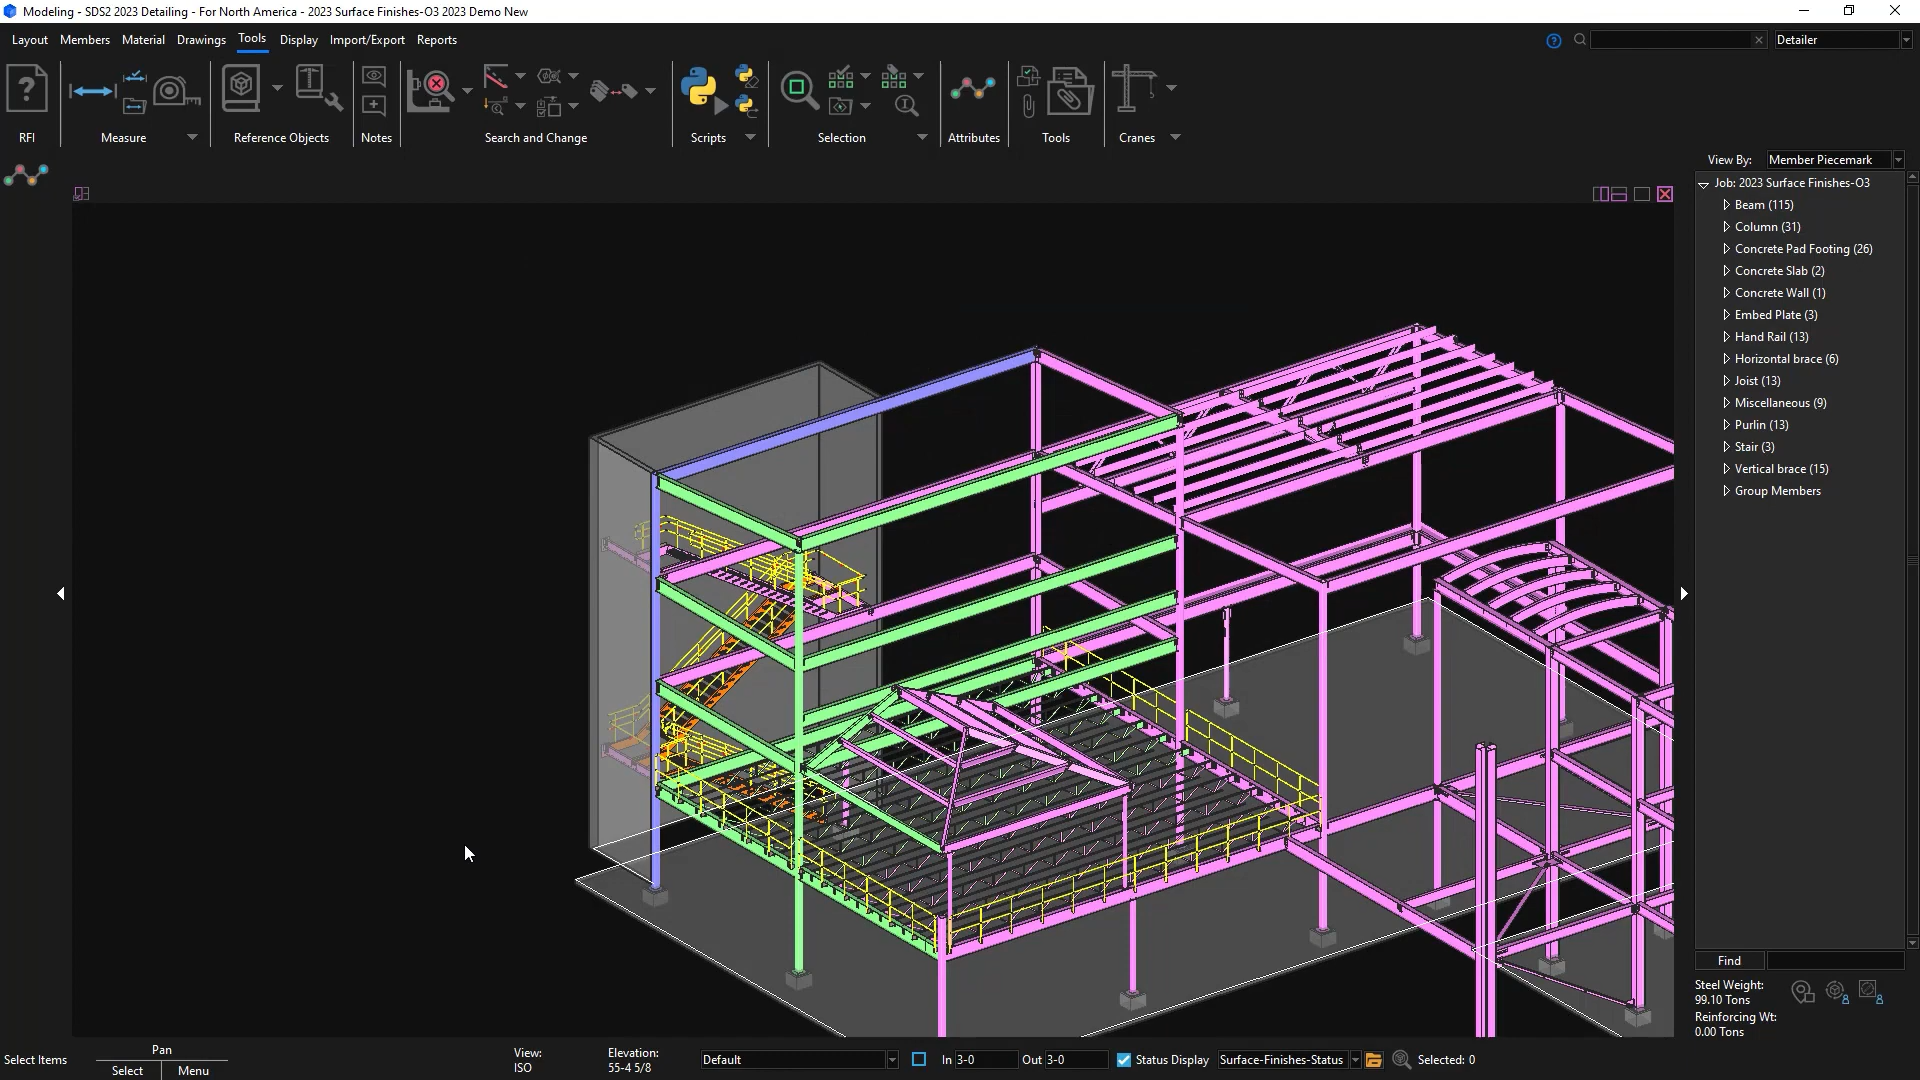 Modeling - SDS2 2023 Detailing - For North America - 2023 Surface Finishes-O3 2023 Demo New
Layout Members Material Drawings Tools Display Import/Export Reports
Detailer
RFI Measure Reference Objects Notes Search and Change Scripts Selection Attributes Tools Cranes
View By: Member Piecemark
Job: 2023 Surface Finishes-O3
Beam (115)
Column (31)
Concrete Pad Footing (26)
Concrete Slab (2)
Concrete Wall (1)
Embed Plate (3)
Hand Rail (13)
Horizontal brace (6)
Joist (13)
Miscellaneous (9)
Purlin (13)
Stair (3)
Vertical brace (15)
Group Members
Find
Steel Weight:
99.10 Tons
Reinforcing Wt:
0.00 Tons
Select Items
Pan
Select Menu
View:
ISO
Elevation:
55-4 5/8
Default
In 3-0 Out 3-0 Status Display Surface-Finishes-Status Selected: 0